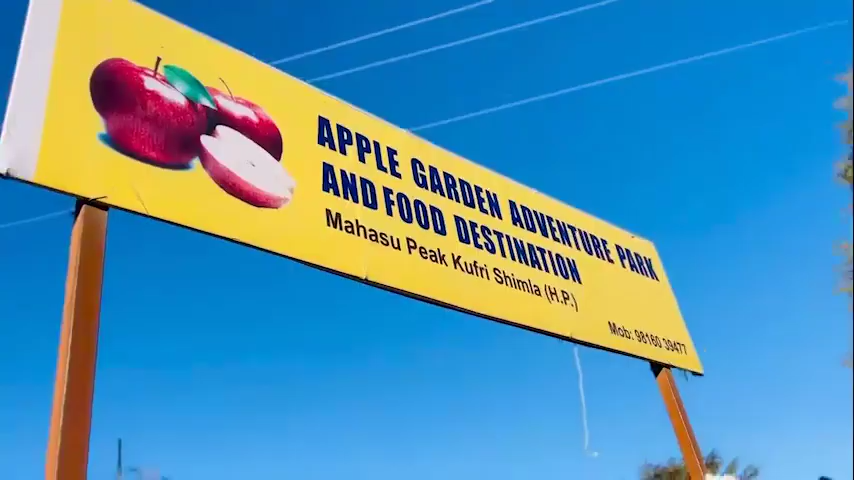 APPLE GARDEN ADVENTURE PARK
AND FOOD DESTINATION
Mahasu Peak Kufri Shimla (H.P.)
Mob: 98160 39477